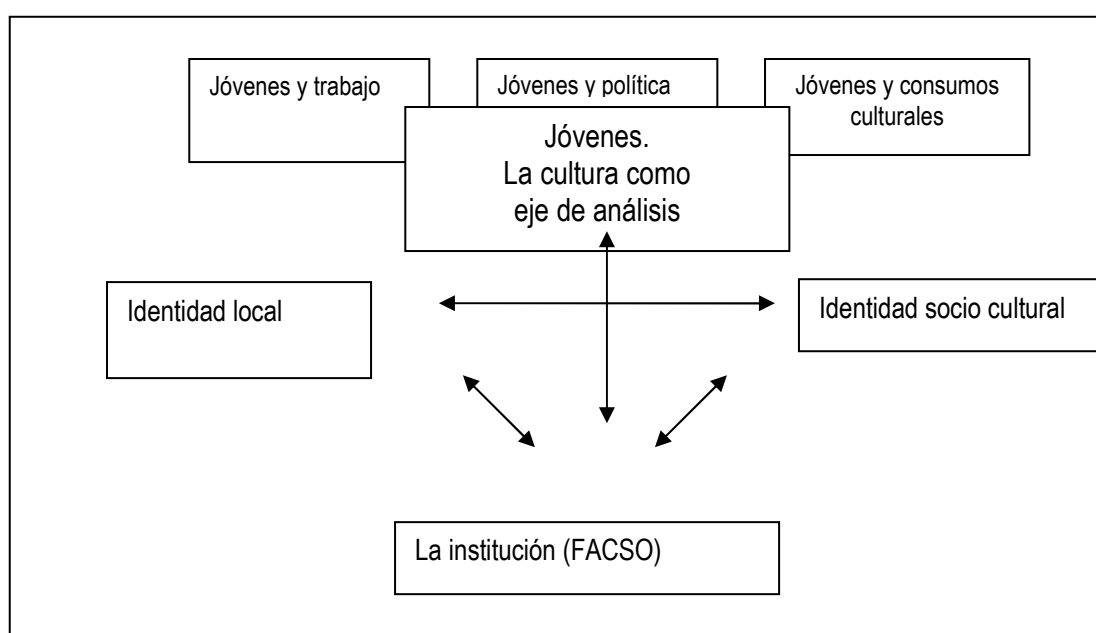 Jóvenes y trabajo
Jóvenes y política
Jóvenes y consumos
culturales
Jóvenes.
La cultura como
eje de análisis
Identidad local
Identidad socio cultural
La institución (FACSO)